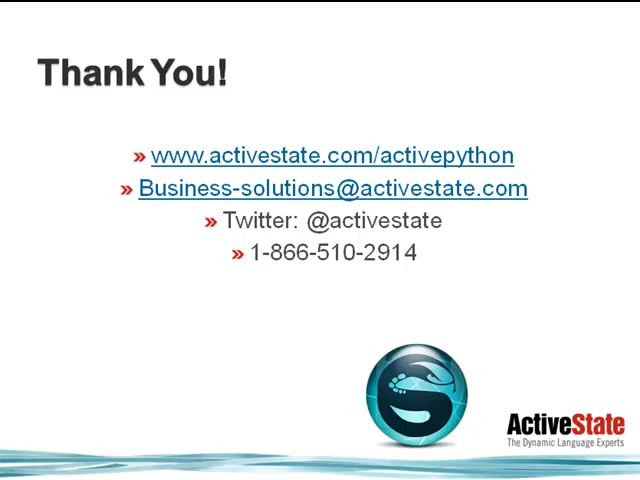 Thank You!
» www.activestate.com/activepython
» Business-solutions@activestate.com
» Twitter: @activestate
» 1-866-510-2914
ActiveState
The Dynamic Language Experts